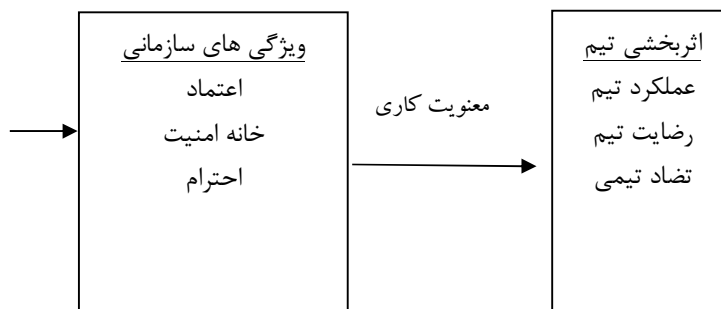 ویژگی های سازمانی
اعتماد
خانه امنیت
احترام
معنویت کاری
اثربخشی تیم
عملکرد تیم
رضایت تیم
تضاد تیمی